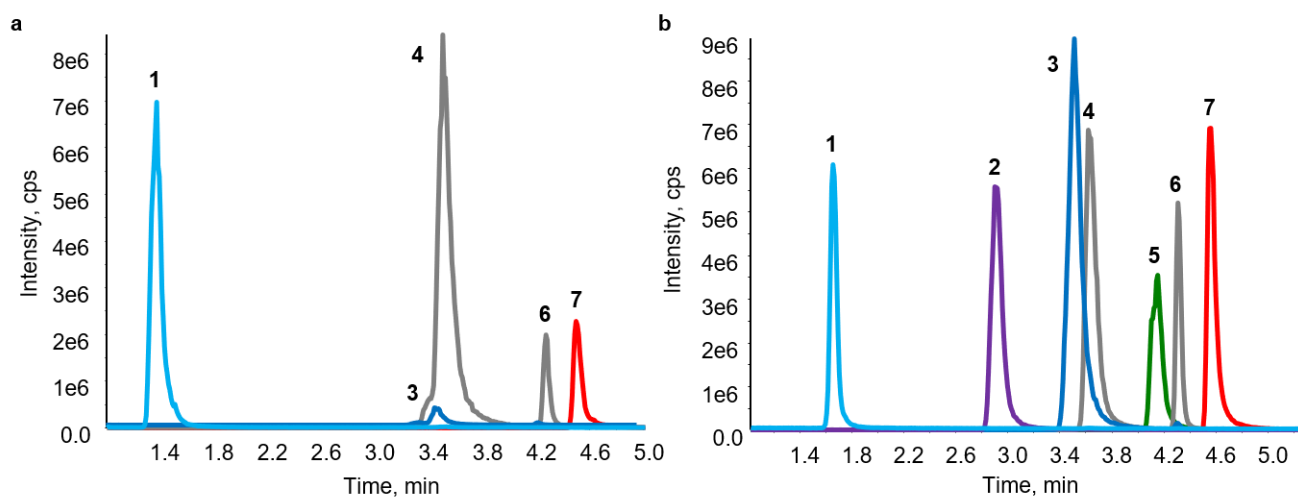 a
8e6
7e6
6e6
5e6
4e6
3e6
2e6
1e6
0.0
Intensity, cps
1
4
3
6
7
1.4 1.8 2.2 2.6 3.0 3.4 3.8 4.2 4.6 5.0
Time, min
b
9e6
8e6
7e6
6e6
5e6
4e6
3e6
2e6
1e6
0.0
Intensity, cps
1
2
3
4
5
6
7
1.4 1.8 2.2 2.6 3.0 3.4 3.8 4.2 4.6 5.0
Time, min